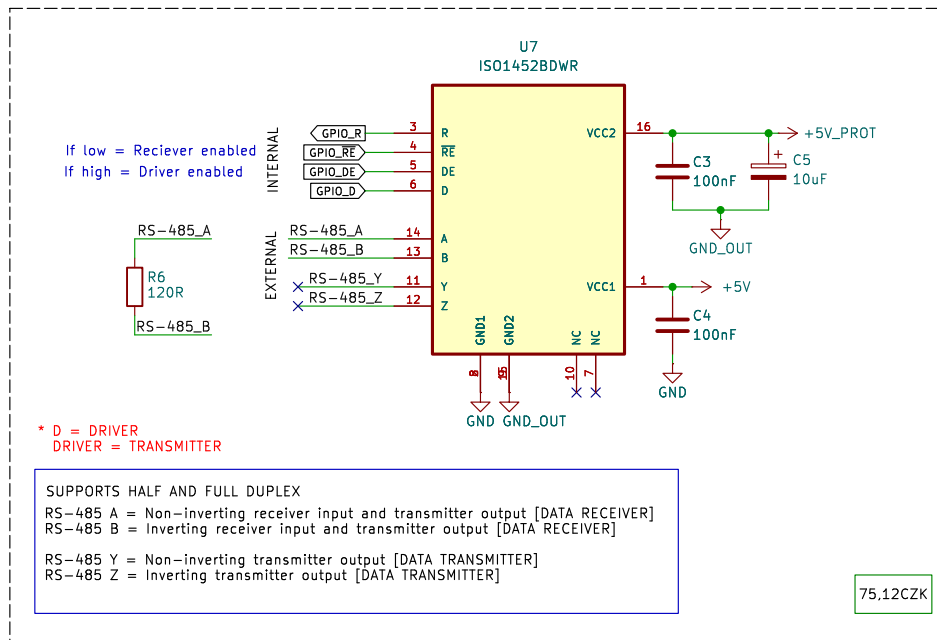 U7
ISO1452BDWR
GPIO_R 3 R
GPIO_RE 4 RE
GPIO_DE 5 DE
GPIO_D 6 D
INTERNAL
If low = Reciever enabled
If high = Driver enabled
VCC2 16 +5V_PROT
C3
100nF
C5
10uF
+
GND_OUT
RS-485_A
R6
120R
RS-485_B
EXTERNAL
RS-485_A 14 A
RS-485_B 13 B
RS-485_Y 11 Y
RS-485_Z 12 Z
VCC1 1 +5V
C4
100nF
GND
GND1 GND2 NC NC
10 7
GND GND_OUT
* D = DRIVER
DRIVER = TRANSMITTER
SUPPORTS HALF AND FULL DUPLEX
RS-485 A = Non-inverting receiver input and transmitter output [DATA RECEIVER]
RS-485 B = Inverting receiver input and transmitter output [DATA RECEIVER]
RS-485 Y = Non-inverting transmitter output [DATA TRANSMITTER]
RS-485 Z = Inverting transmitter output [DATA TRANSMITTER]
75,12CZK